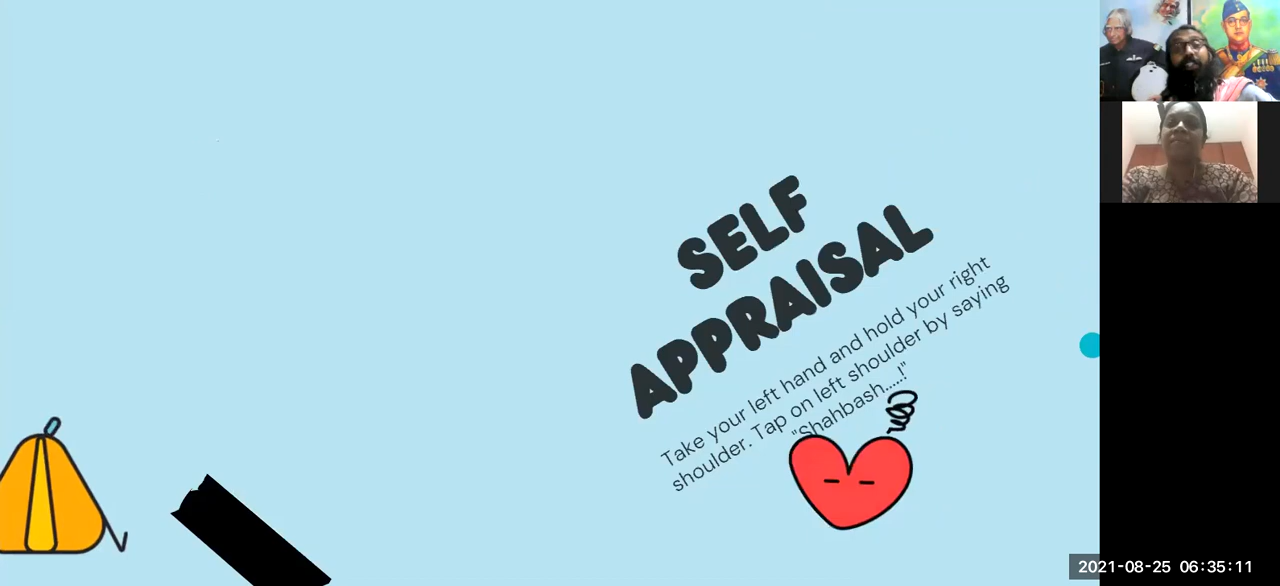 SELF
APPRAISAL
Take your left hand and hold your right
shoulder. Tap on left shoulder by saying
"Shahbash.....!"
2021-08-25 06:35:11